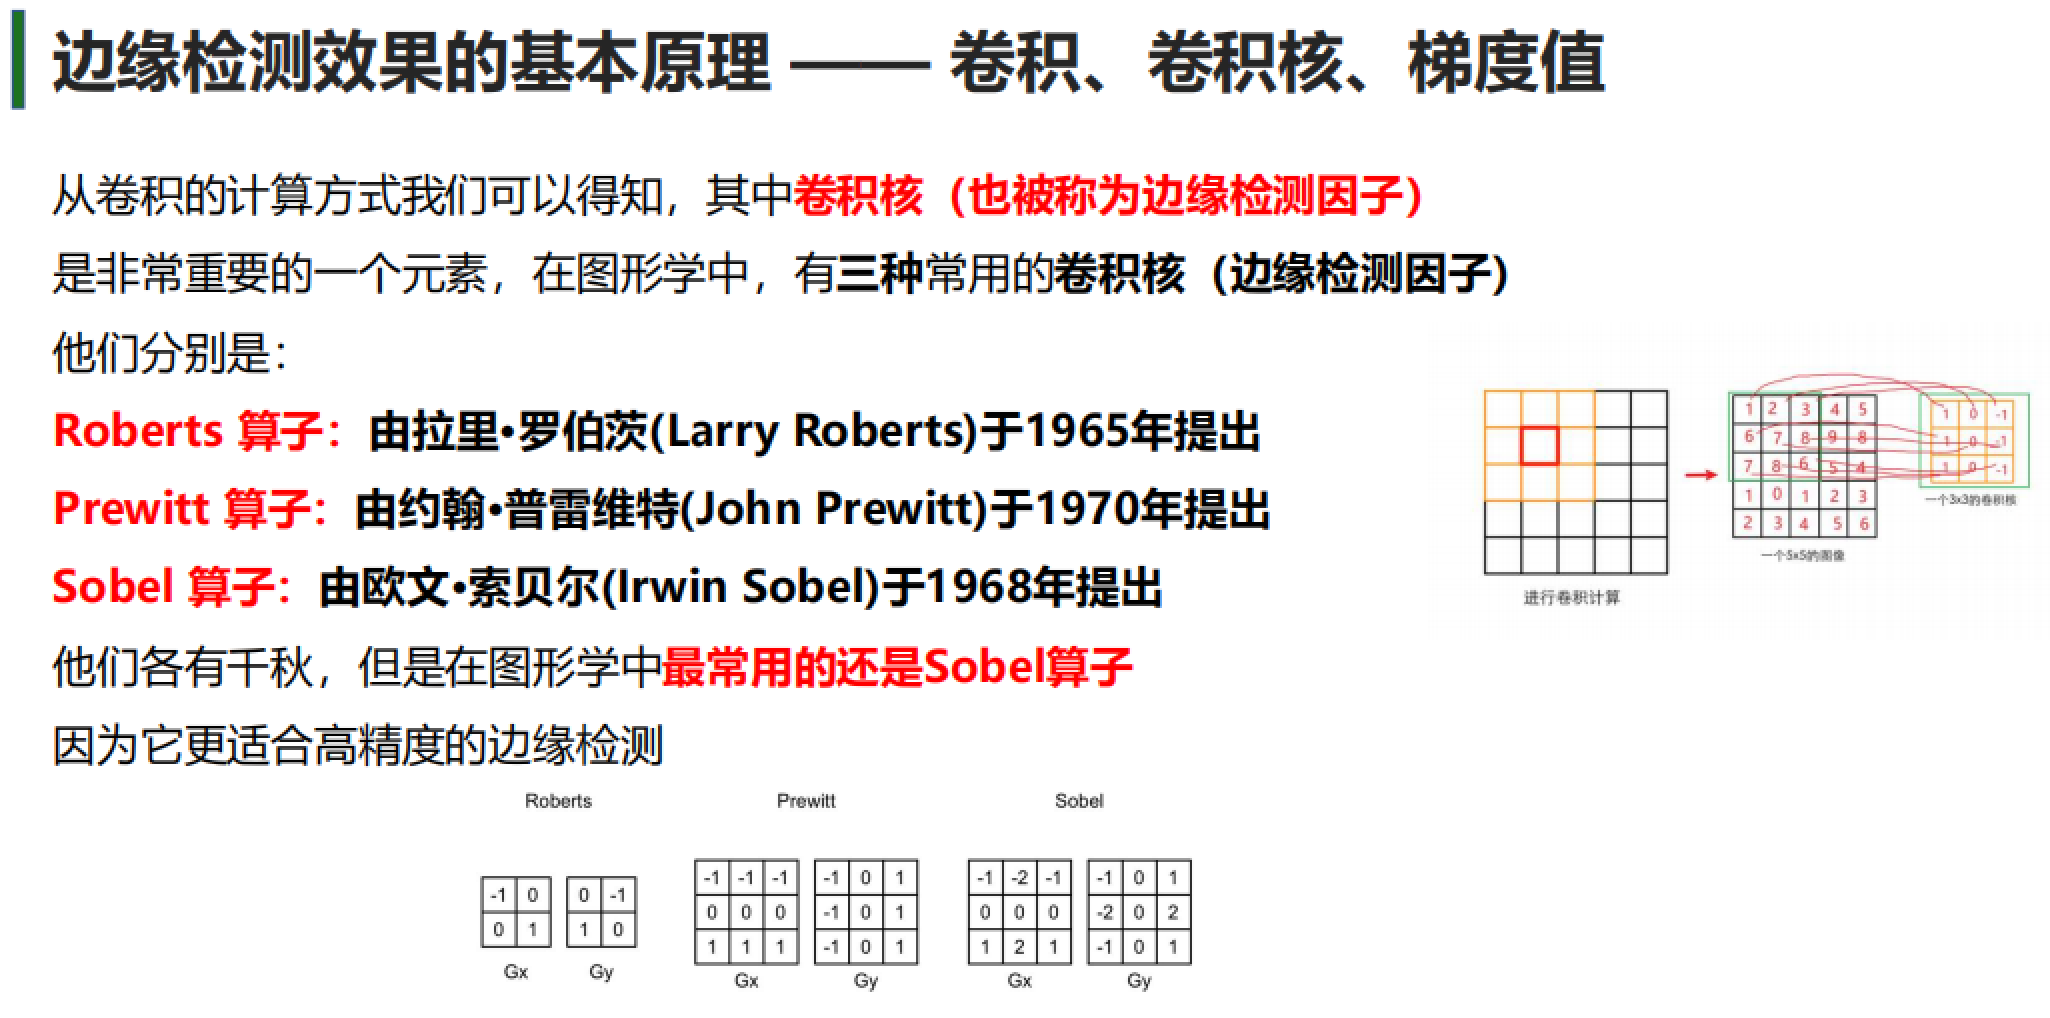 边缘检测效果的基本原理 —— 卷积、卷积核、梯度值
从卷积的计算方式我们可以得知，其中卷积核（也被称为边缘检测因子）
是非常重要的一个元素，在图形学中，有三种常用的卷积核（边缘检测因子）
他们分别是：
Roberts 算子：由拉里·罗伯茨(Larry Roberts)于1965年提出
Prewitt 算子：由约翰·普雷维特(John Prewitt)于1970年提出
Sobel 算子：由欧文·索贝尔(Irwin Sobel)于1968年提出
他们各有千秋，但是在图形学中最常用的还是Sobel算子
因为它更适合高精度的边缘检测
进行卷积计算
1 2 3 4 5
6 7 8 9 8
7 8 6 5 4
1 0 1 2 3
2 3 4 5 6
一个5x5的图像
1 0 -1
1 0 -1
1 0 -1
一个3x3的卷积核
Roberts Prewitt Sobel
-1 0
0 1
Gx
0 -1
1 0
Gy
-1 -1 -1
0 0 0
1 1 1
Gx
-1 0 1
-1 0 1
-1 0 1
Gy
-1 -2 -1
0 0 0
1 2 1
Gx
-1 0 1
-2 0 2
-1 0 1
Gy